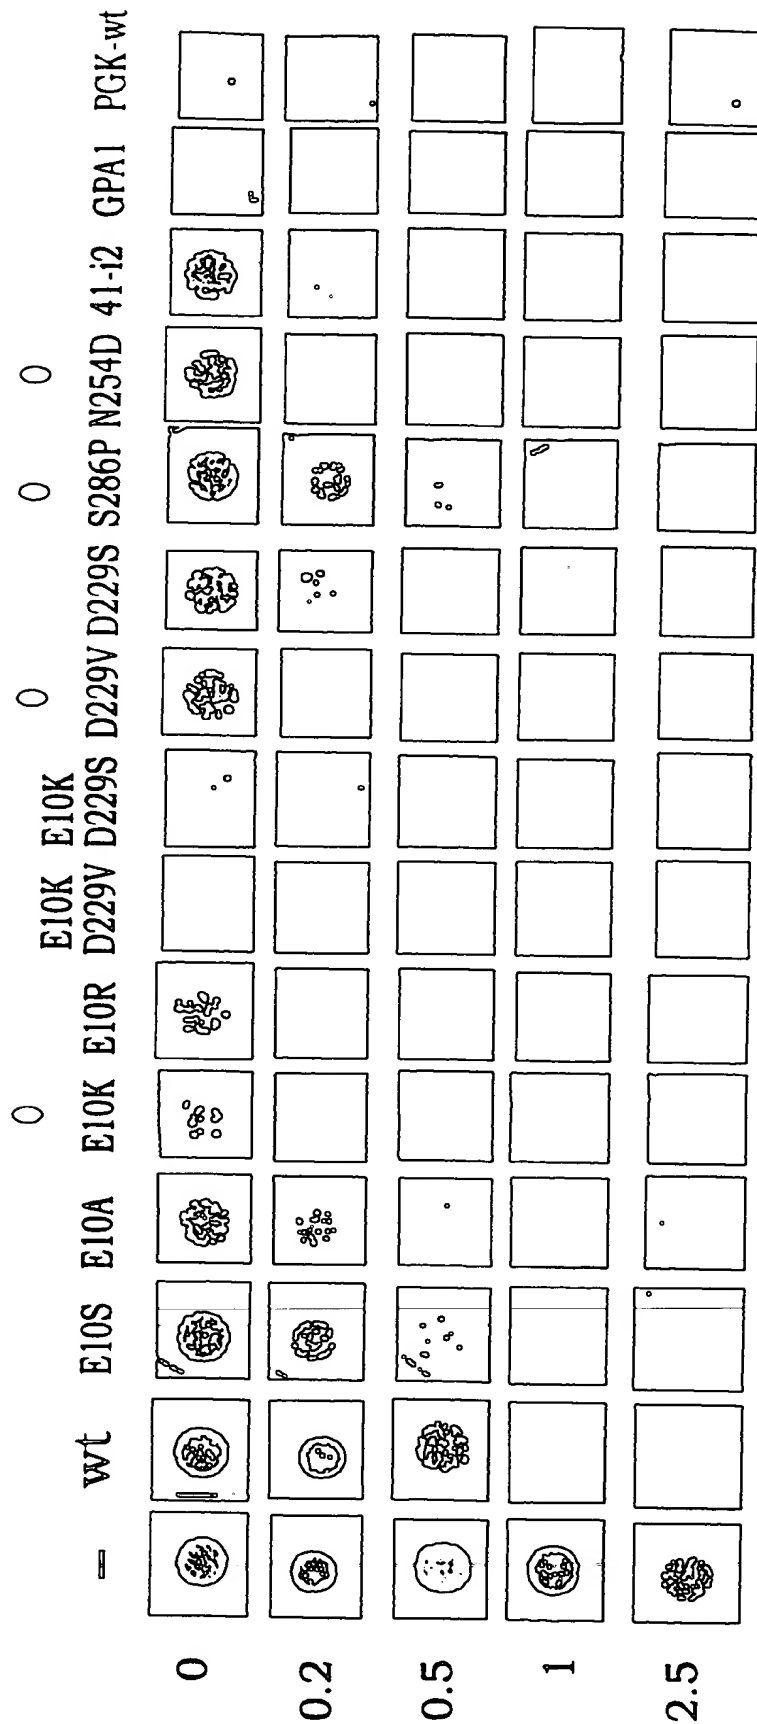 E10K E10K
– wt E10S E10A E10K E10R D229V D229S D229V D229S S286P N254D 41-i2 GPA1 PGK-wt
0
0.2
0.5
1
2.5